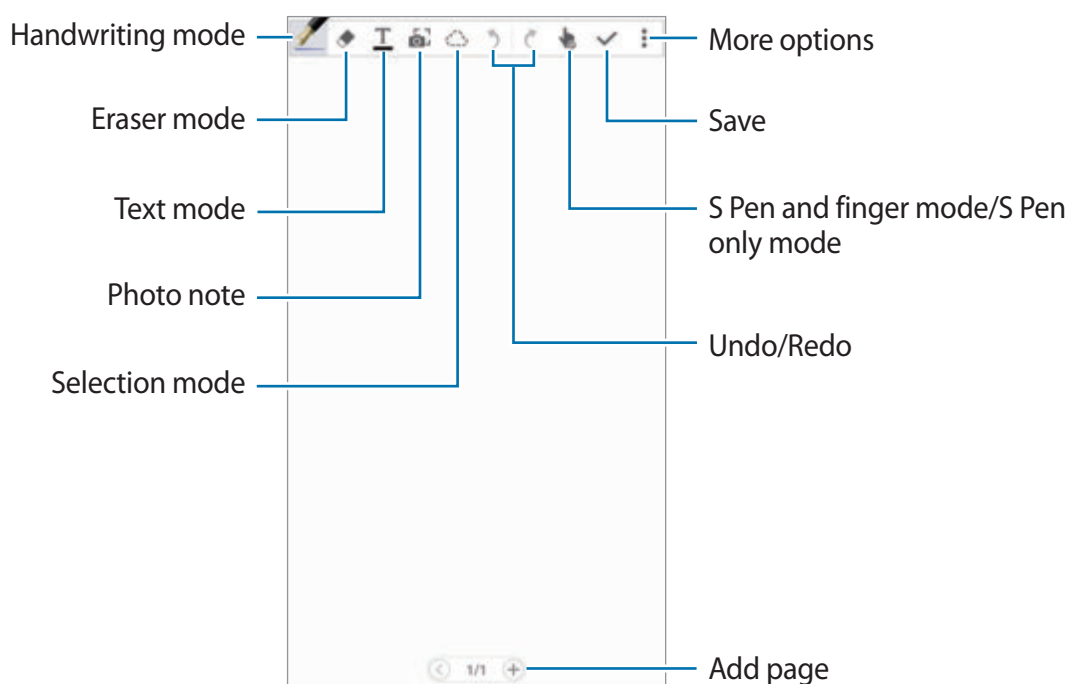 Handwriting mode
Eraser mode
Text mode
Photo note
Selection mode
T
More options
Save
S Pen and finger mode/S Pen
only mode
Undo/Redo
1/1
Add page